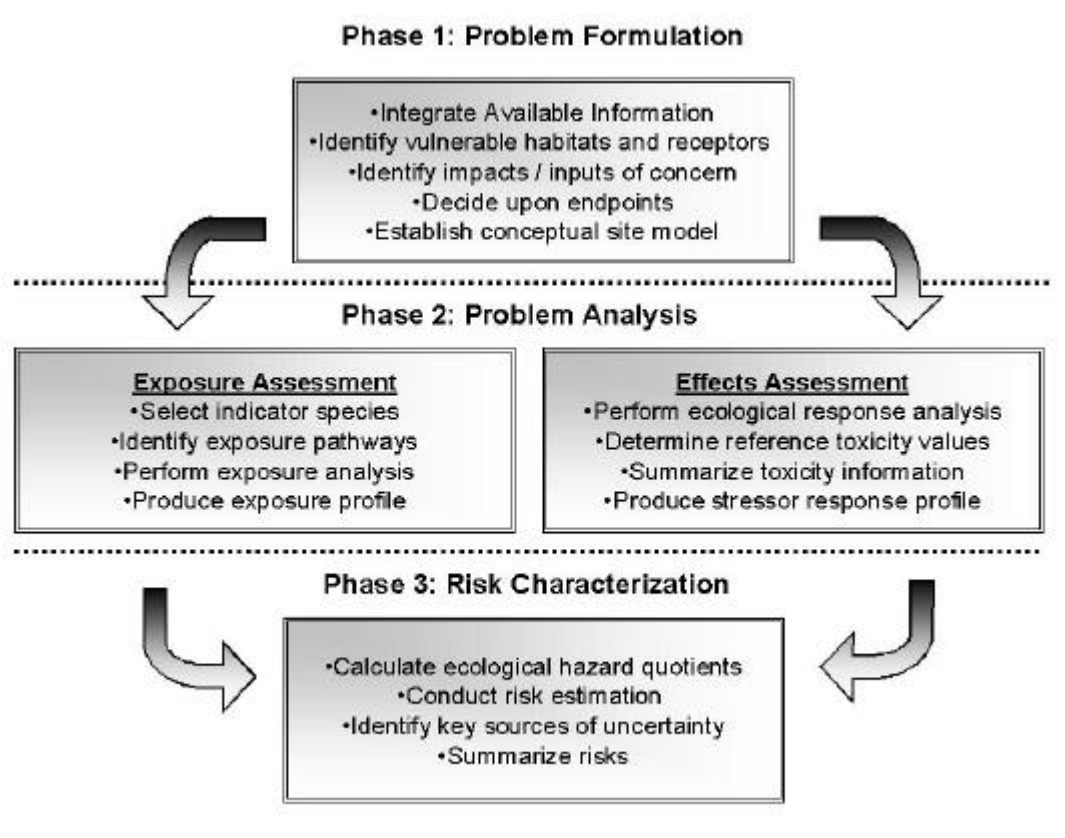 Phase 1: Problem Formulation
•Integrate Available Information
•Identify vulnerable habitats and receptors
•Identify impacts / inputs of concern
•Decide upon endpoints
•Establish conceptual site model
Phase 2: Problem Analysis
Exposure Assessment
•Select indicator species
•Identify exposure pathways
•Perform exposure analysis
•Produce exposure profile
Effects Assessment
•Perform ecological response analysis
•Determine reference toxicity values
•Summarize toxicity information
•Produce stressor response profile
Phase 3: Risk Characterization
•Calculate ecological hazard quotients
•Conduct risk estimation
•Identify key sources of uncertainty
•Summarize risks